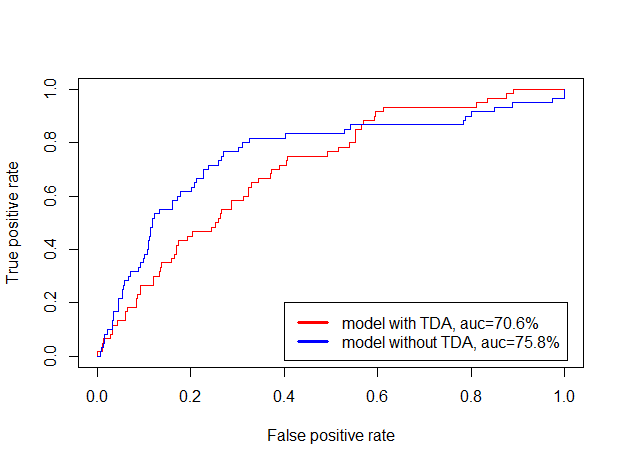 True positive rate
1.0
0.8
0.6
0.4
0.2
0.0
model with TDA, auc=70.6%
model without TDA, auc=75.8%
0.0 0.2 0.4 0.6 0.8 1.0
False positive rate